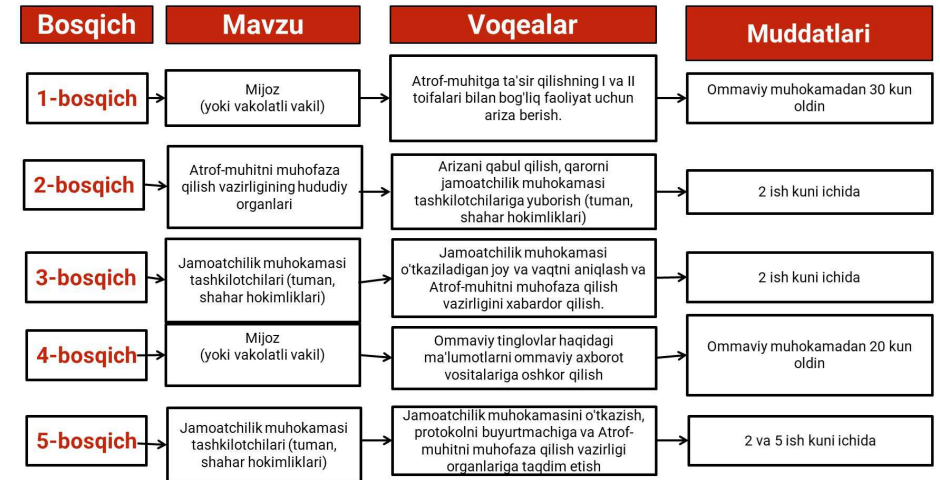 Bosqich
Mavzu
Voqealar
Muddatlari
1-bosqich
Mijoz
(yoki vakolatli vakil)
Atrof-muhitga ta'sir qilishning I va II
toifalari bilan bog'liq faoliyat uchun
ariza berish.
Ommaviy muhokamadan 30 kun
oldin
2-bosqich
Atrof-muhitni muhofaza
qilish vazirligining hududiy
organlari
Arizani qabul qilish, qarorni
jamoatchilik muhokamasi
tashkilotchilariga yuborish (tuman,
shahar hokimliklari)
2 ish kuni ichida
3-bosqich
Jamoatchilik muhokamasi
tashkilotchilari (tuman,
shahar hokimliklari)
Jamoatchilik muhokamasi
o'tkaziladigan joy va vaqtni aniqlash va
Atrof-muhitni muhofaza qilish
vazirligini xabardor qilish.
2 ish kuni ichida
4-bosqich
Mijoz
(yoki vakolatli vakil)
Ommaviy tinglovlar haqidagi
ma'lumotlarni ommaviy axborot
vositalariga oshkor qilish
Ommaviy muhokamadan 20 kun
oldin
5-bosqich
Jamoatchilik muhokamasi
tashkilotchilari (tuman,
shahar hokimliklari)
Jamoatchilik muhokamasini o'tkazish,
protokolni buyurtmachiga va Atrof-
muhitni muhofaza qilish vazirligi
organlariga taqdim etish
2 va 5 ish kuni ichida